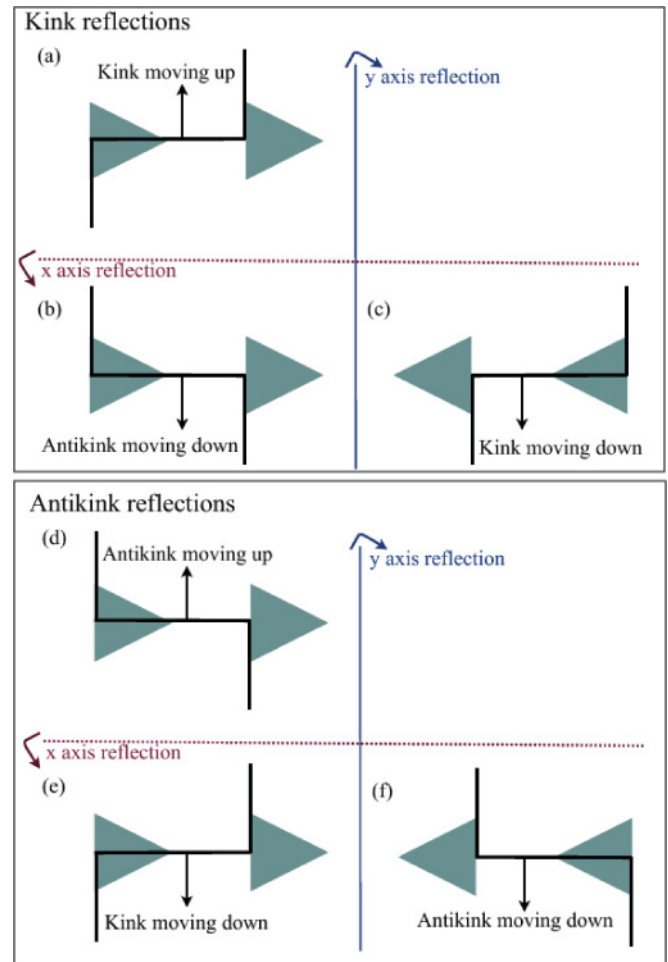 Kink reflections
(a)
Kink moving up
y axis reflection
x axis reflection
(b)
(c)
Antikink moving down
Kink moving down
Antikink reflections
(d)
Antikink moving up
y axis reflection
x axis reflection
(e)
(f)
Kink moving down
Antikink moving down